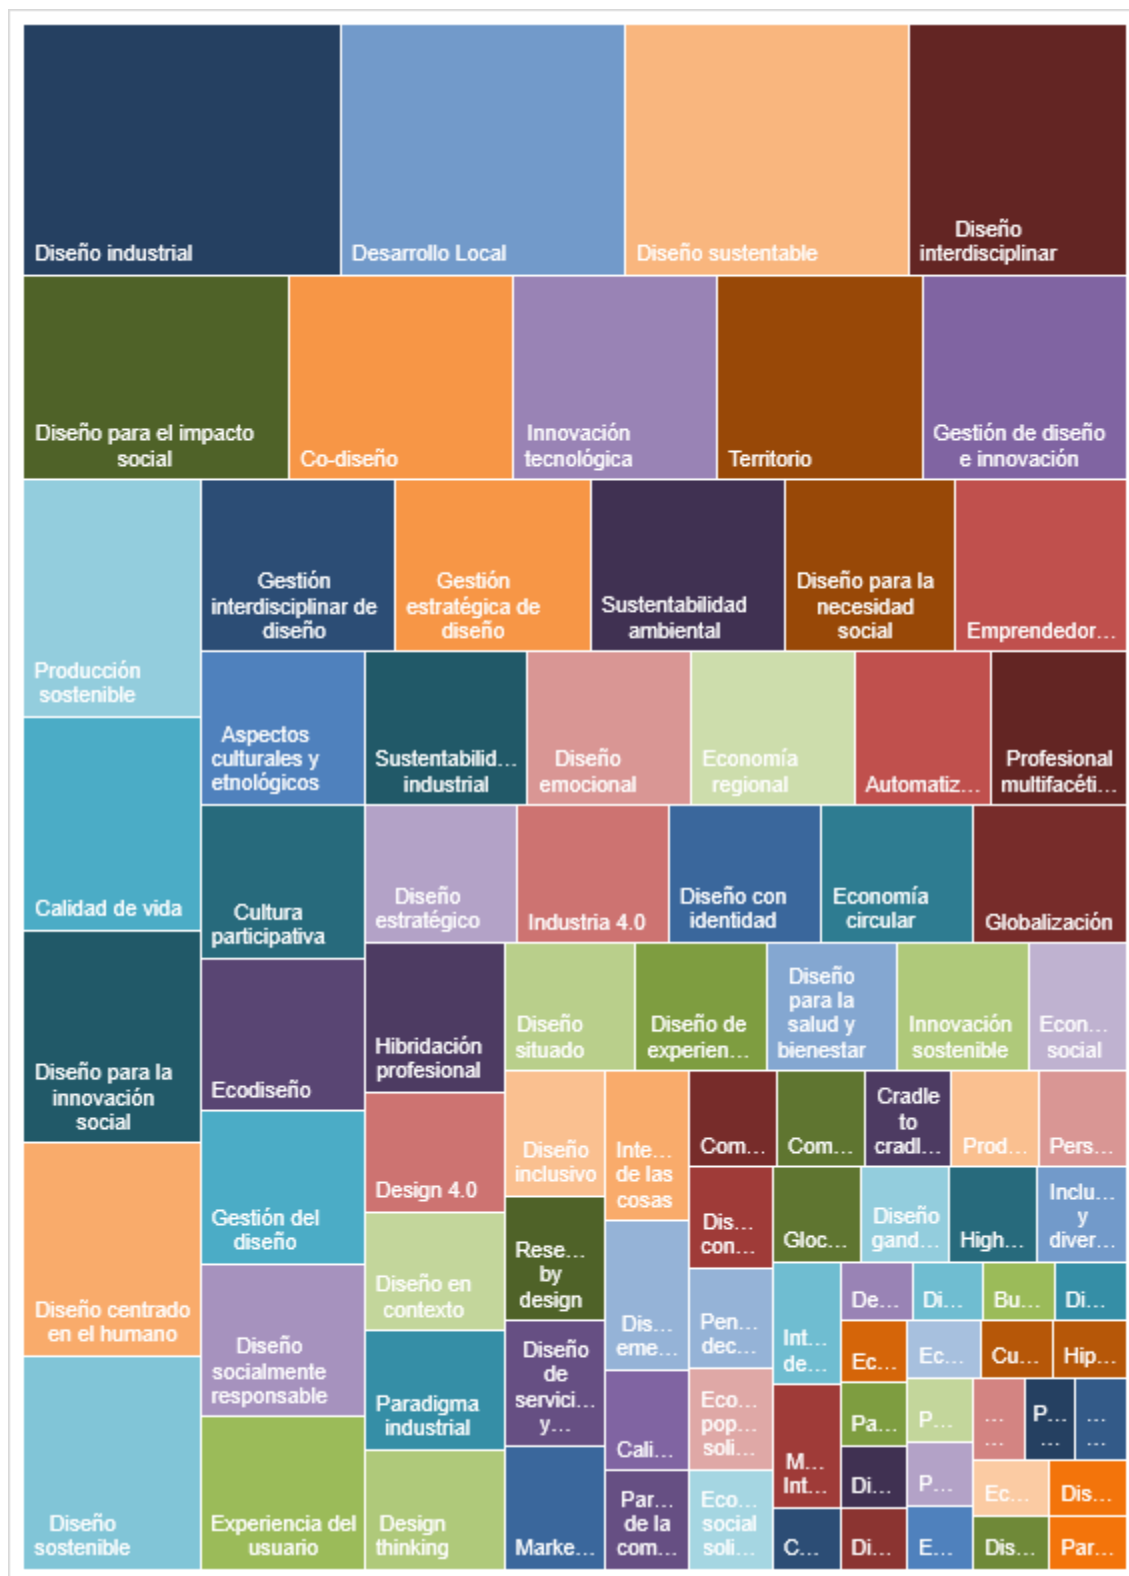 Diseño industrial
Desarrollo Local
Diseño sustentable
Diseño
interdisciplinar
Diseño para el impacto
social
Co-diseño
Innovación
tecnológica
Territorio
Gestión de diseño
e innovación
Producción
sostenible
Gestión
interdisciplinar de
diseño
Gestión
estratégica de
diseño
Sustentabilidad
ambiental
Diseño para la
necesidad
social
Emprendedor...
Aspectos
culturales y
etnológicos
Sustentabilid...
industrial
Diseño
emocional
Economía
regional
Automatiz...
Profesional
multifacéti...
Calidad de vida
Cultura
participativa
Diseño
estratégico
Industria 4.0
Diseño con
identidad
Economía
circular
Globalización
Diseño para la
innovación
social
Ecodiseño
Hibridación
profesional
Diseño
situado
Diseño de
experien...
Diseño
para la
salud y
bienestar
Innovación
sostenible
Econ...
social
Diseño centrado
en el humano
Gestión del
diseño
Design 4.0
Diseño
inclusivo
Inte...
de las
cosas
Com...
Com...
Cradle
to
cradl...
Prod...
Pers...
Dis...
con...
Gloc...
Diseño
gand...
High...
Inclu...
y
diver...
Diseño
socialmente
responsable
Diseño en
contexto
Rese...
by
design
Dis...
eme...
Pen...
dec...
Int...
de...
De...
Di...
Bu...
Di...
Paradigma
industrial
Diseño
de
servici...
y...
Ec...
Ec...
Cu...
Hip...
Diseño
sostenible
Experiencia del
usuario
Design
thinking
Marke...
Cali...
Par...
de la
com...
Eco...
pop...
soli...
Eco...
social
soli...
M...
Int...
C...
Pa...
Di...
Di...
P...
P...
E...
...
...
P...
...
...
...
Ec...
Dis...
Dis...
Par...